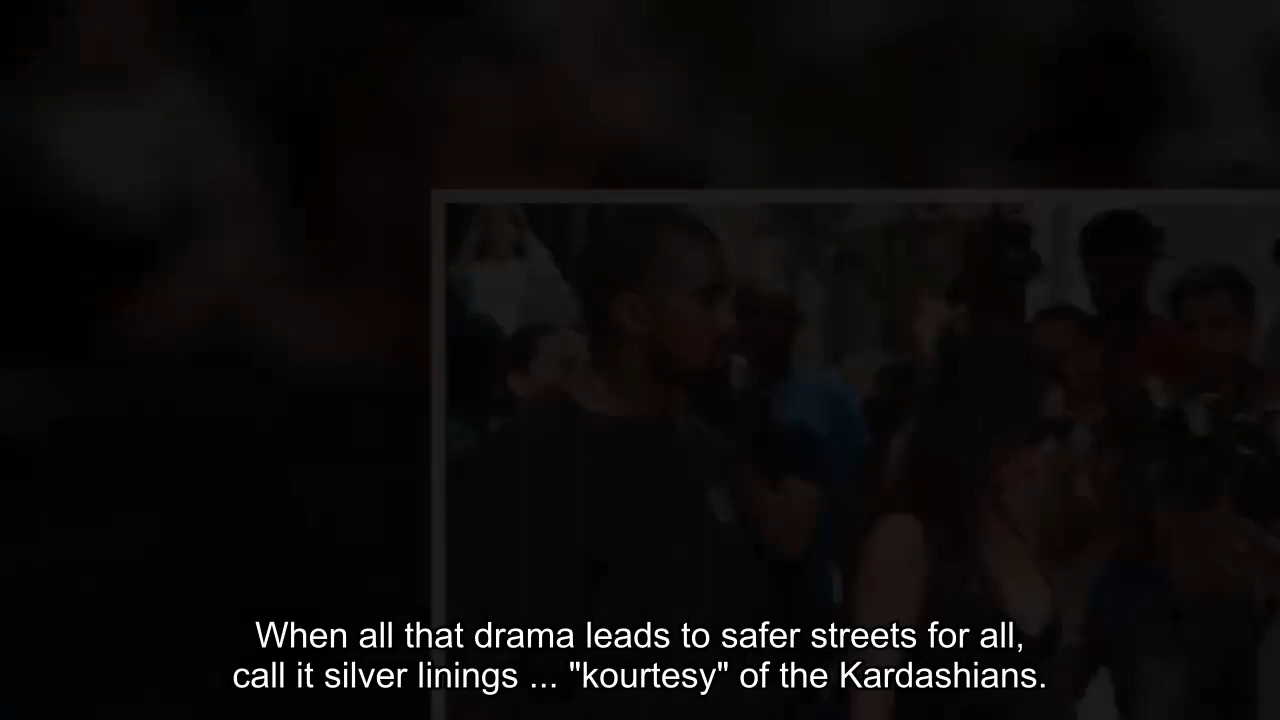 When all that drama leads to safer streets for all,
call it silver linings ... "kourtesy" of the Kardashians.